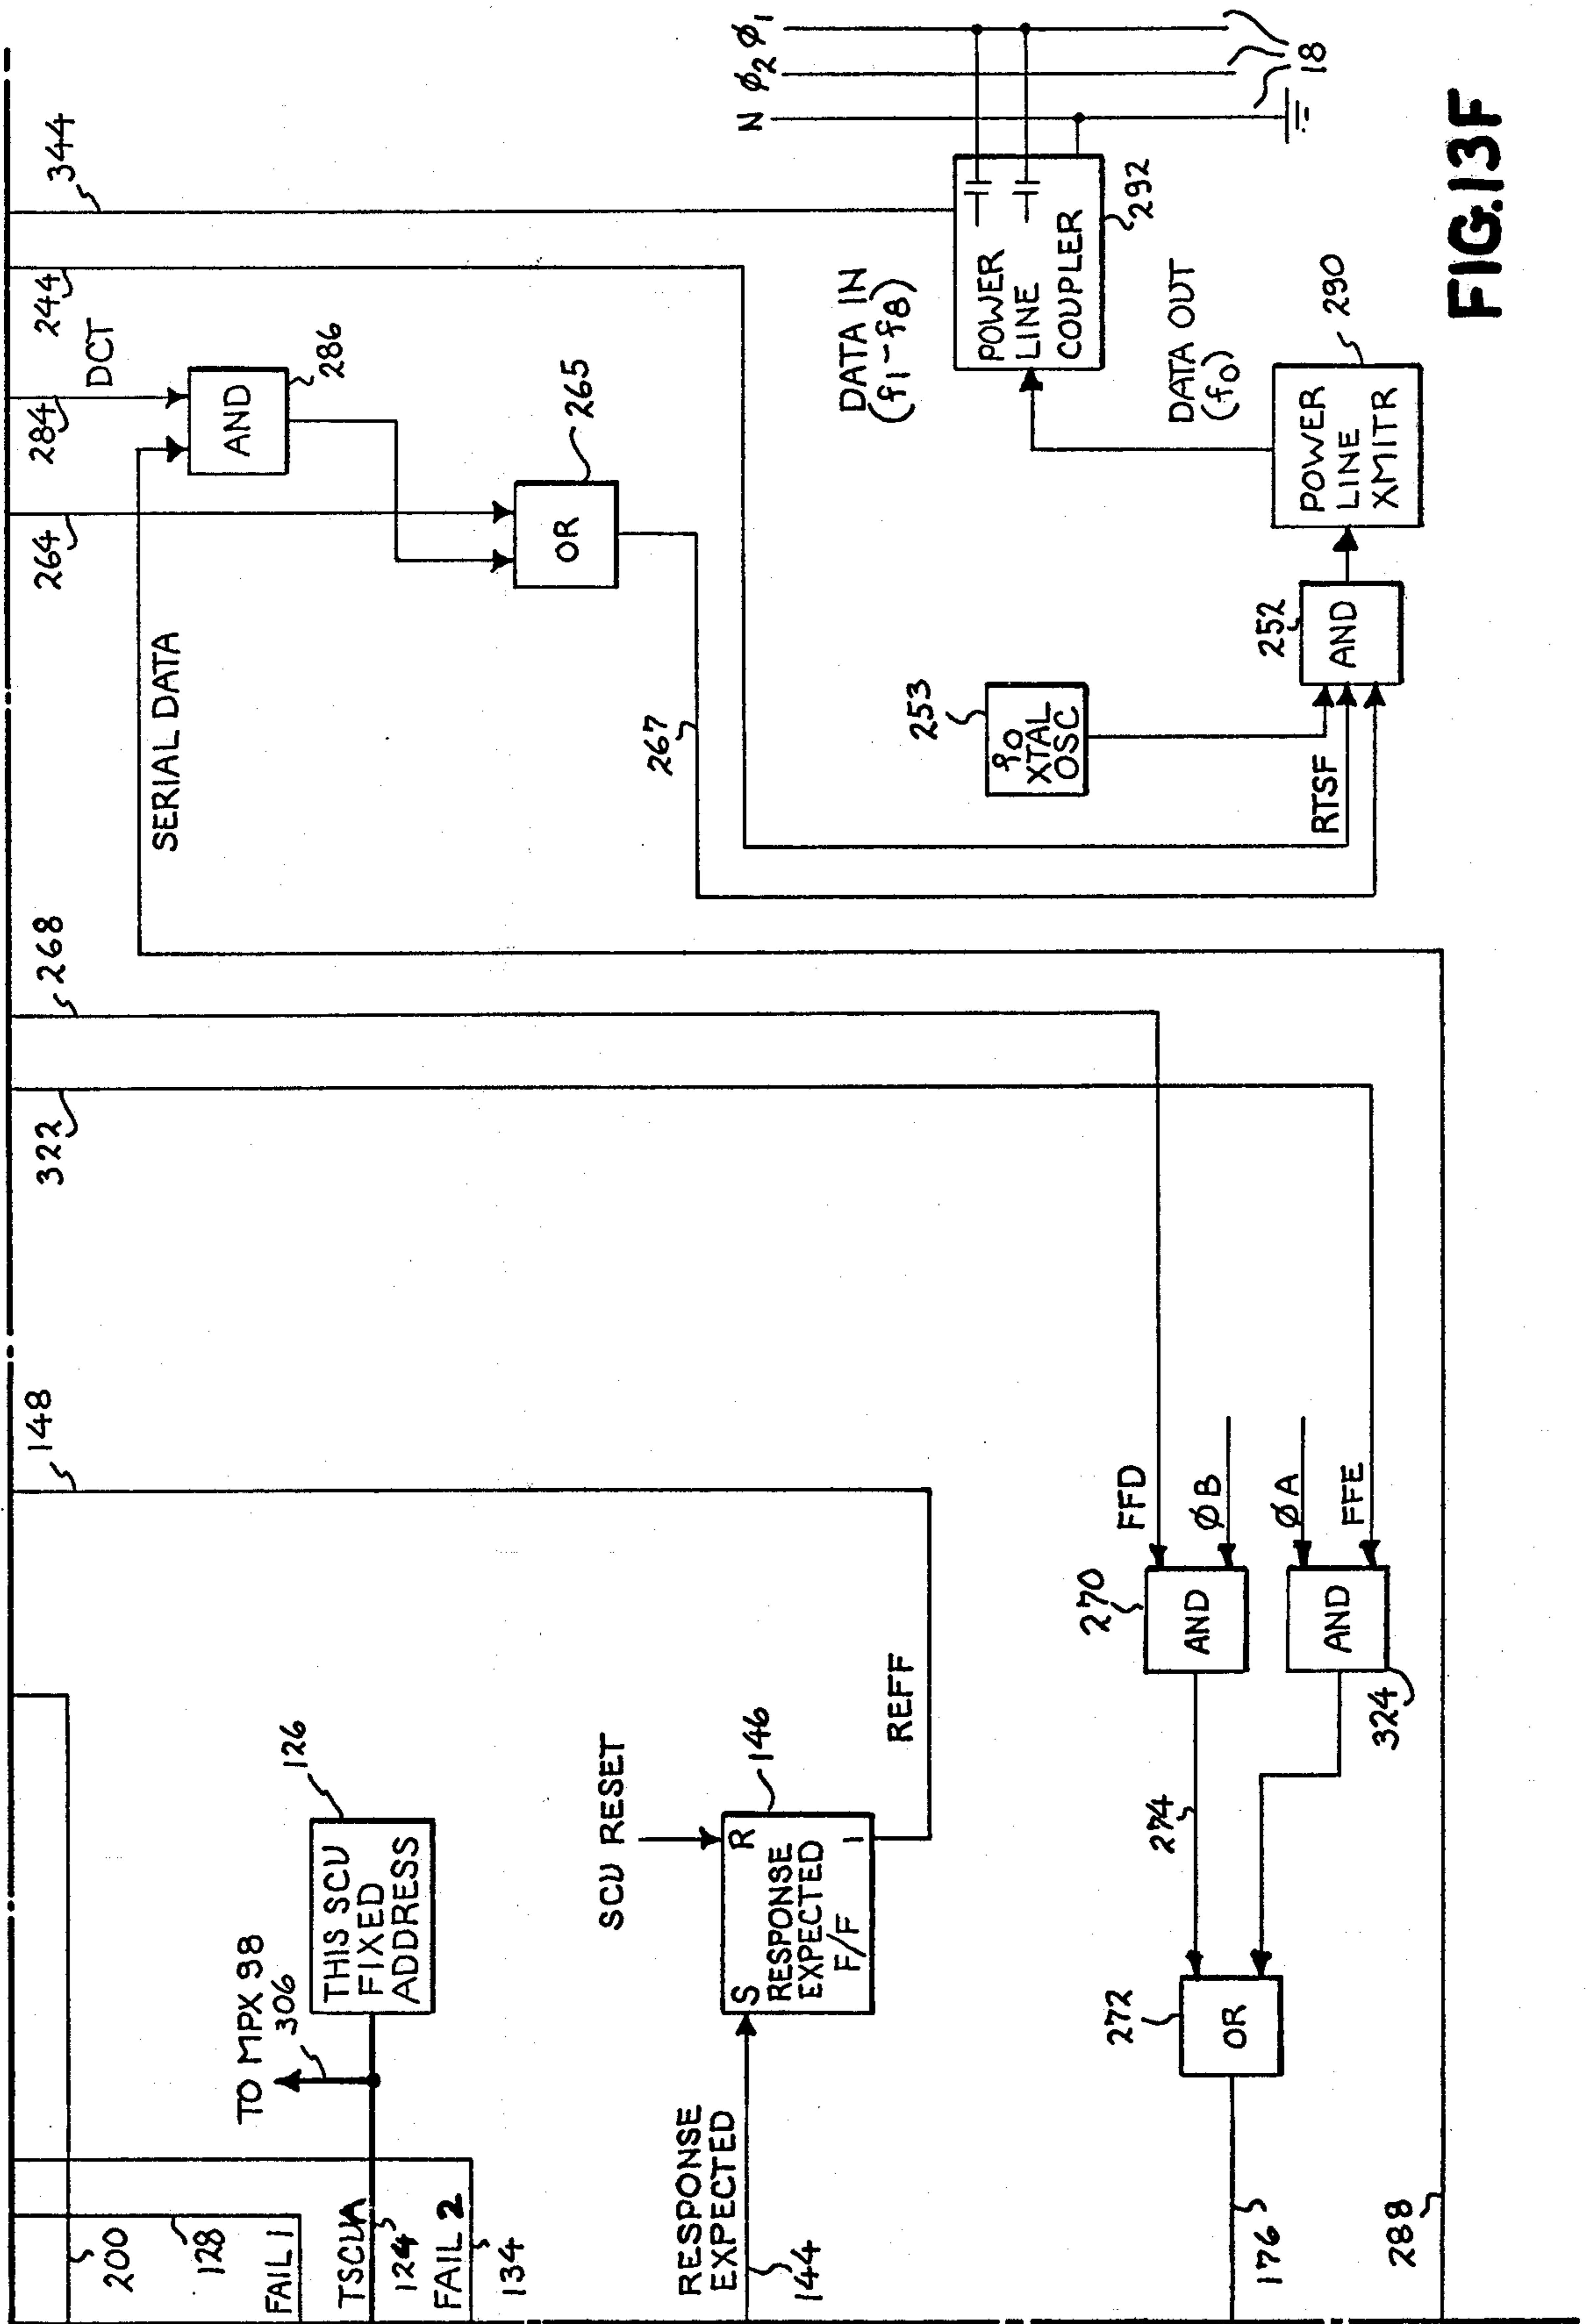 200
128
FAIL 1
TSCUA
124
FAIL 2
134
TO MPX 98
306
126
THIS SCU
FIXED
ADDRESS
148
RESPONSE
EXPECTED
144
SCU RESET
S
R
RESPONSE
EXPECTED
F/F
1
146
REFF
322
268
176
272
OR
274
270
AND
FFD
ØB
ØA
FFE
AND
324
288
SERIAL DATA
264
284
DCT
244
344
AND
286
OR
265
267
253
f0
XTAL
OSC
RTSF
252
AND
POWER
LINE
XMITR
290
DATA OUT
(f0)
DATA IN
(f1-f8)
POWER
LINE
COUPLER
292
N
ø2
ø1
18
FIG.13F